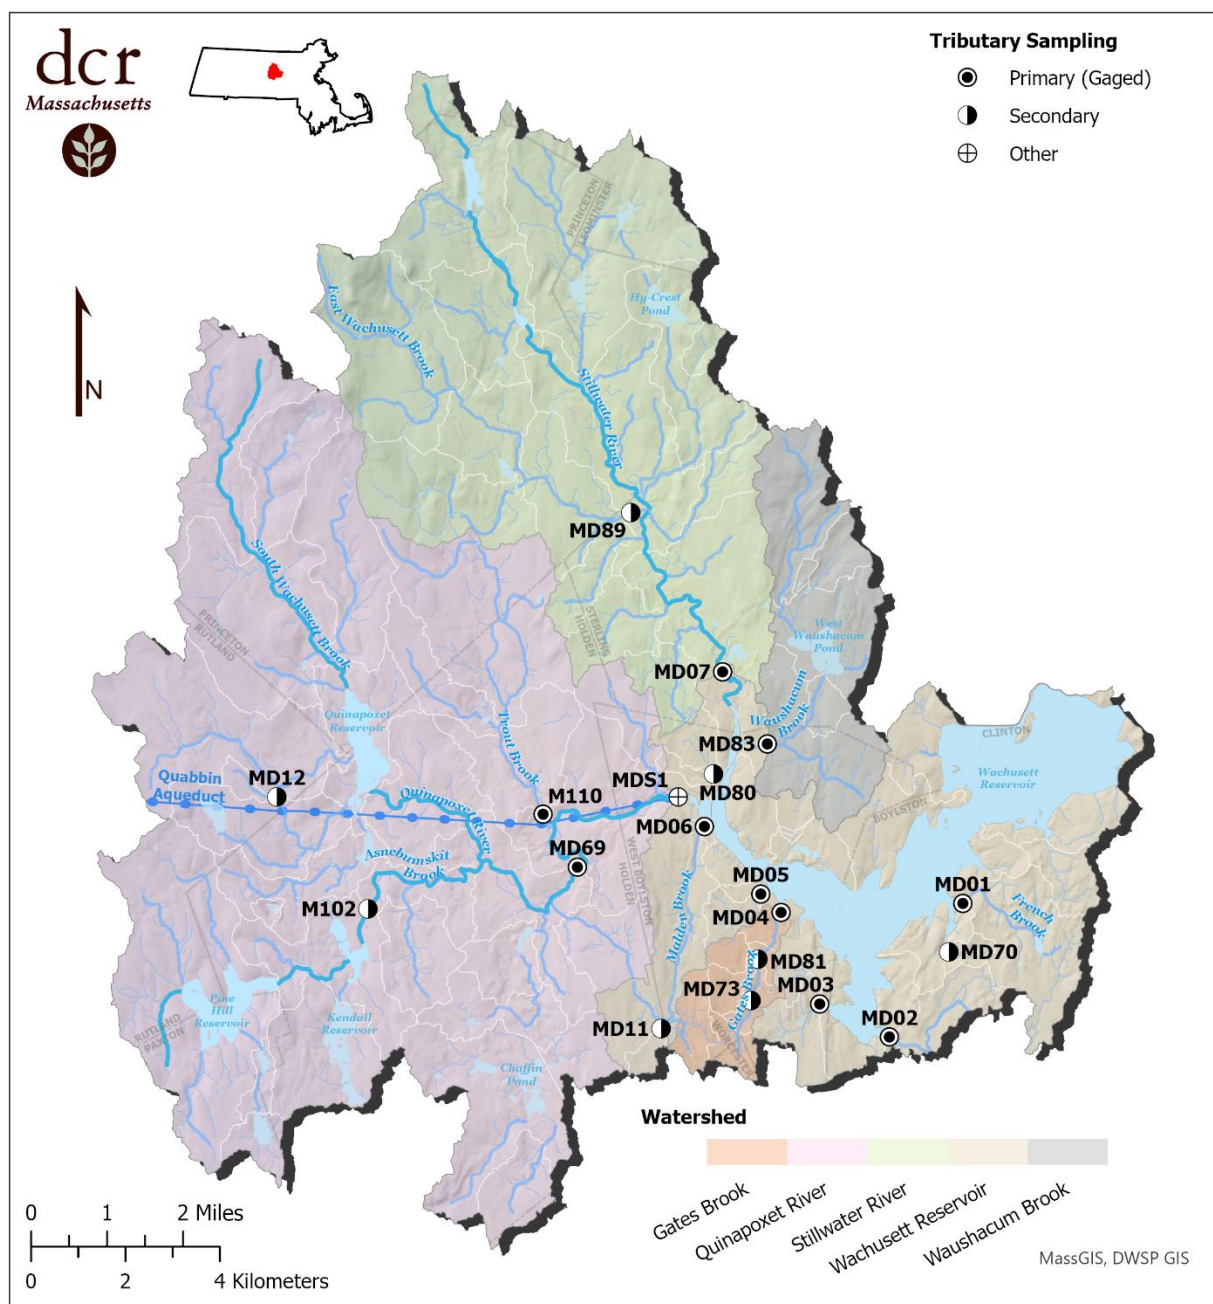 dcr
Massachusetts
Tributary Sampling
Primary (Gaged)
Secondary
Other
N
PRINCETON
LEOMINSTER
Hy-Crest
Pond
East Wachusett Brook
Stillwater River
MD89
South Wachusett Brook
PRINCETON
RUTLAND
STERLING
HOLDEN
West
Waushacum
Pond
MD07
Waushacum
Brook
MD83
Quinapoxet
Reservoir
Trout Brook
CLINTON
Wachusett
Reservoir
BOYLSTON
Quabbin
Aqueduct
MD12
MDS1
MD80
Quinapoxet River
M110
MD06
Asnebumskit
Brook
MD69
WEST BOYLSTON
HOLDEN
Malden Brook
MD05
MD04
MD01
French
Brook
M102
MD81
MD70
MD73
Gates Brook
MD03
MD02
MD11
WORCESTER
Pine
Hill
Reservoir
Kendall
Reservoir
RUTLAND
PAXTON
Chaffin
Pond
Watershed
Gates Brook
Quinapoxet River
Stillwater River
Wachusett Reservoir
Waushacum Brook
0 1 2 Miles
0 2 4 Kilometers
MassGIS, DWSP GIS